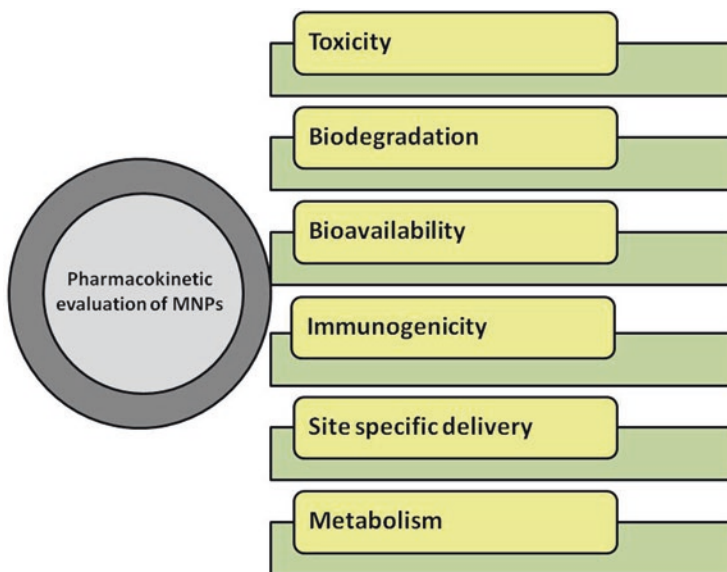 Toxicity
Biodegradation
Bioavailability
Pharmacokinetic
evaluation of MNPs
Immunogenicity
Site specific delivery
Metabolism